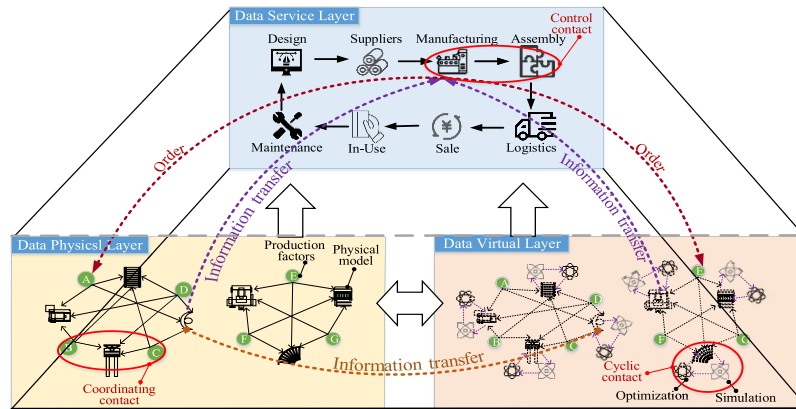 Data Service Layer
Control
contact
Design
Suppliers
Manufacturing
Assembly
¥
Maintenance
In-Use
Sale
Logistics
Order
Information transfer
Information transfer
Order
Data Physicsl Layer
Production
factors
Physical
model
A
D
B
C
E
F
G
Coordinating
contact
Information transfer
Data Virtual Layer
A
D
B
C
E
F
G
Cyclic
contact
Optimization
Simulation